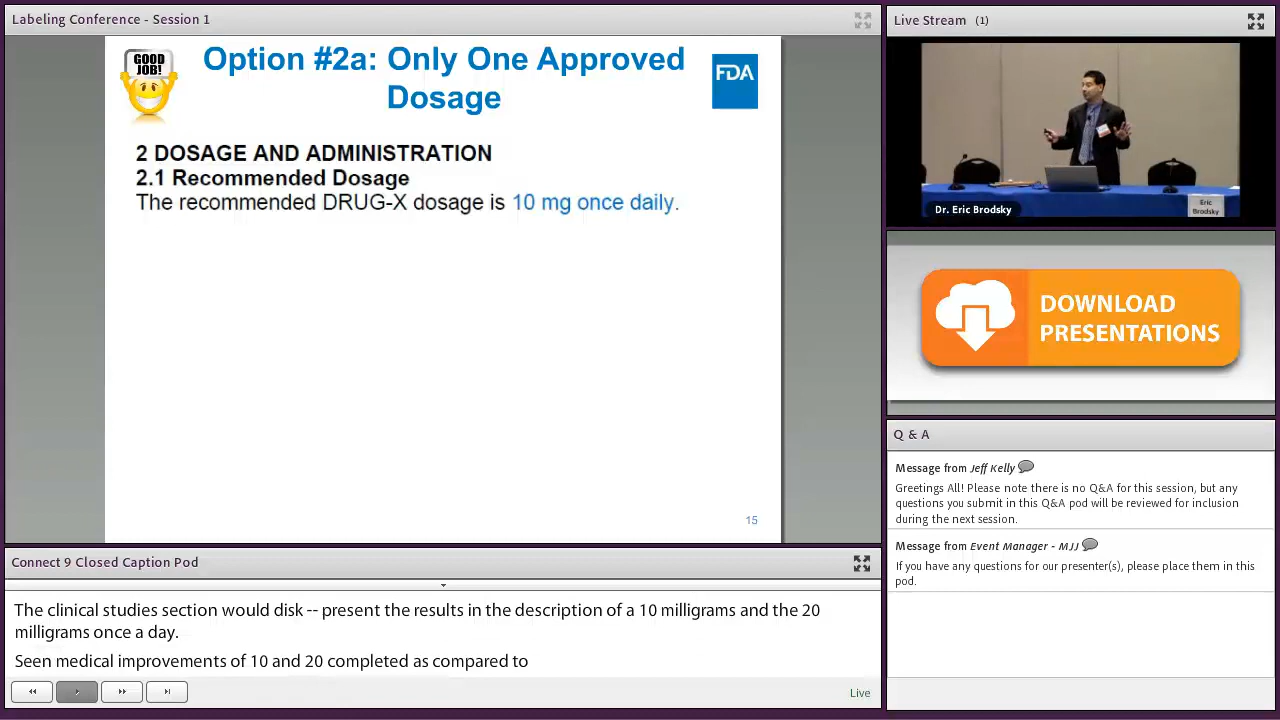 Labeling Conference - Session 1
GOOD
JOB!
Option #2a: Only One Approved
Dosage
FDA
2 DOSAGE AND ADMINISTRATION
2.1 Recommended Dosage
The recommended DRUG-X dosage is 10 mg once daily.
15
Connect 9 Closed Caption Pod
The clinical studies section would disk -- present the results in the description of a 10 milligrams and the 20
milligrams once a day.
Seen medical improvements of 10 and 20 completed as compared to
Live
Live Stream (1)
Dr. Eric Brodsky
Eric
Brodsky
DOWNLOAD
PRESENTATIONS
Q & A
Message from Jeff Kelly
Greetings All! Please note there is no Q&A for this session, but any
questions you submit in this Q&A pod will be reviewed for inclusion
during the next session.
Message from Event Manager - MJJ
If you have any questions for our presenter(s), please place them in this
pod.